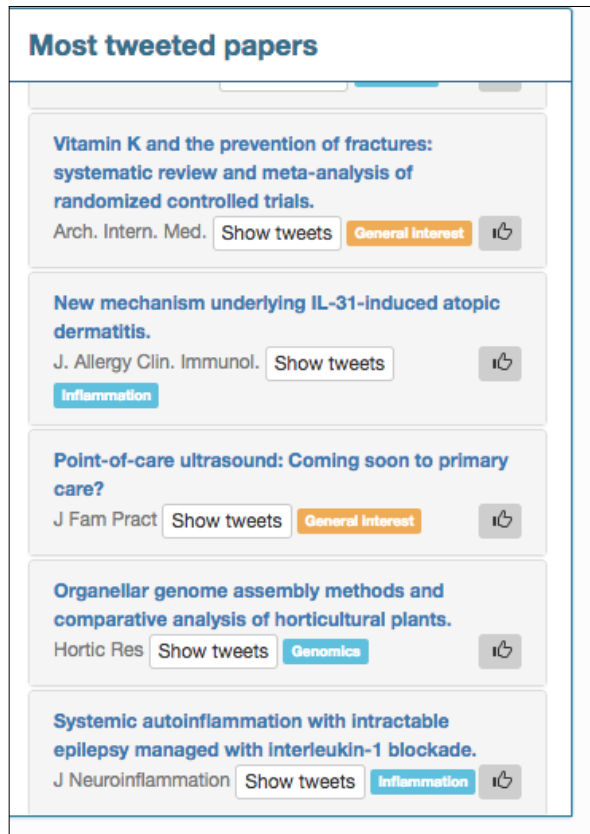 Most tweeted papers
Vitamin K and the prevention of fractures:
systematic review and meta-analysis of
randomized controlled trials.
Arch. Intern. Med. Show tweets General Interest
New mechanism underlying IL-31-induced atopic
dermatitis.
J. Allergy Clin. Immunol. Show tweets
Inflammation
Point-of-care ultrasound: Coming soon to primary
care?
J Fam Pract Show tweets General Interest
Organellar genome assembly methods and
comparative analysis of horticultural plants.
Hortic Res Show tweets Genomics
Systemic autoinflammation with intractable
epilepsy managed with interleukin-1 blockade.
J Neuroinflammation Show tweets Inflammation